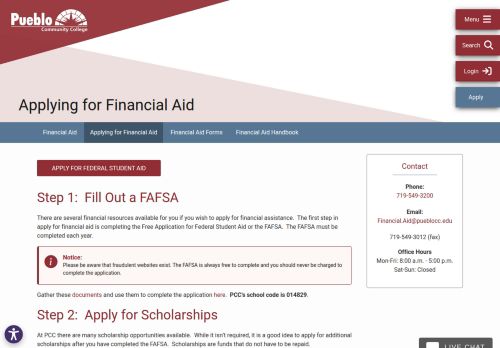 Pueblo
Community College
Menu
Search
Login
Apply
Applying for Financial Aid
Financial Aid
Applying for Financial Aid
Financial Aid Forms
Financial Aid Handbook
APPLY FOR FEDERAL STUDENT AID
Step 1:  Fill Out a FAFSA
There are several financial resources available for you if you wish to apply for financial assistance.  The first step in
apply for financial aid is completing the Free Application for Federal Student Aid or the FAFSA.  The FAFSA must
be completed each year.
Notice:
Please be aware that fraudulent websites exist. The FAFSA is always free to complete and you should never be charged to
complete the application.
Gather these documents and use them to complete the application here.  PCC's school code is 014829.
Step 2:  Apply for Scholarships
At PCC there are many scholarship opportunities available.  While it isn't required, it is a good idea to apply for additional
scholarships after you have completed the FAFSA.  Scholarships are funds that do not have to be repaid.
Contact
Phone:
719-549-3200
Email:
Financial.Aid@pueblocc.edu
719-549-3012 (fax)
Office Hours
Mon-Fri: 8:00 a.m. - 5:00 p.m.
Sat-Sun: Closed
LIVE CHAT